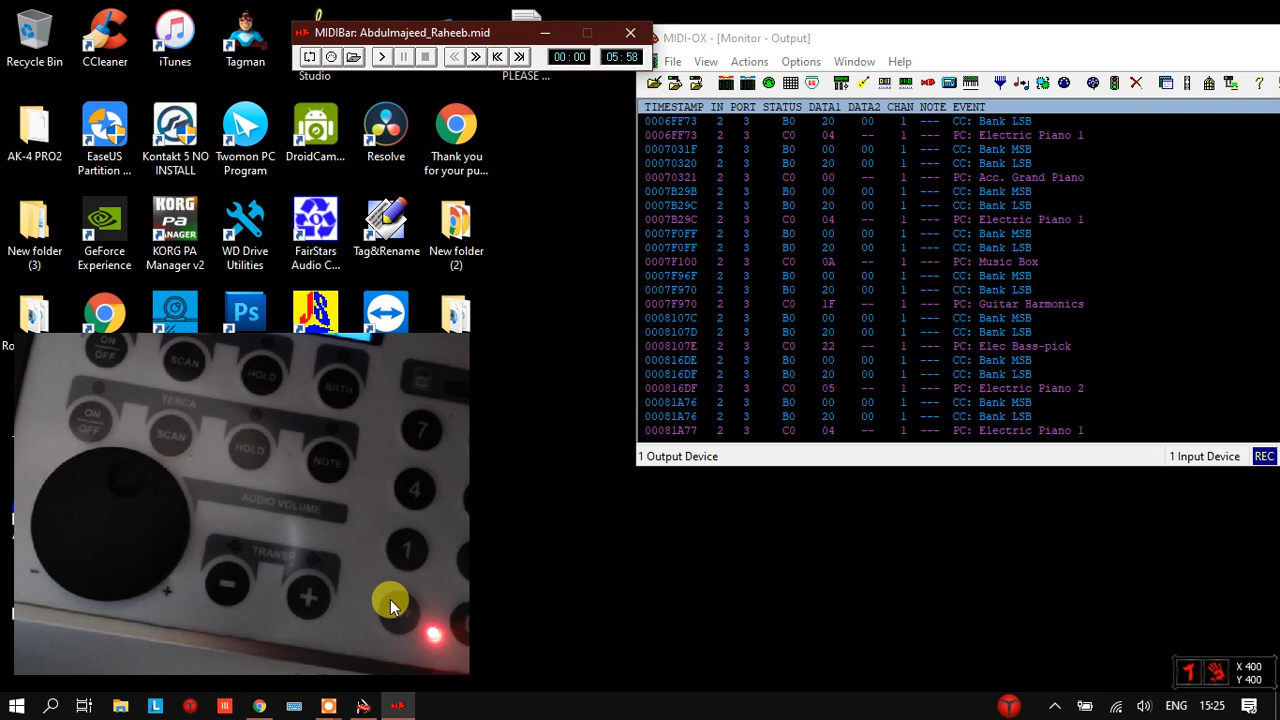 MIDIBar: Abdulmajeed_Raheeb.mid
00:00
05:58
MIDI-OX - [Monitor - Output]
File View Actions Options Window Help
TIMESTAMP IN PORT STATUS DATA1 DATA2 CHAN NOTE EVENT
0006FF73 2 3 B0 20 00 1 --- CC: Bank LSB
0006FF73 2 3 C0 04 -- 1 --- PC: Electric Piano 1
0007031F 2 3 B0 00 00 1 --- CC: Bank MSB
00070320 2 3 B0 20 00 1 --- CC: Bank LSB
00070321 2 3 C0 00 -- 1 --- PC: Acc. Grand Piano
0007B29B 2 3 B0 00 00 1 --- CC: Bank MSB
0007B29C 2 3 B0 20 00 1 --- CC: Bank LSB
0007B29C 2 3 C0 04 -- 1 --- PC: Electric Piano 1
0007F0FF 2 3 B0 00 00 1 --- CC: Bank MSB
0007F0FF 2 3 B0 20 00 1 --- CC: Bank LSB
0007F100 2 3 C0 0A -- 1 --- PC: Music Box
0007F96F 2 3 B0 00 00 1 --- CC: Bank MSB
0007F970 2 3 B0 20 00 1 --- CC: Bank LSB
0007F970 2 3 C0 1F -- 1 --- PC: Guitar Harmonics
0008107C 2 3 B0 00 00 1 --- CC: Bank MSB
0008107D 2 3 B0 20 00 1 --- CC: Bank LSB
0008107E 2 3 C0 22 -- 1 --- PC: Elec Bass-pick
000816DE 2 3 B0 00 00 1 --- CC: Bank MSB
000816DF 2 3 B0 20 00 1 --- CC: Bank LSB
000816DF 2 3 C0 05 -- 1 --- PC: Electric Piano 2
00081A76 2 3 B0 00 00 1 --- CC: Bank MSB
00081A76 2 3 B0 20 00 1 --- CC: Bank LSB
00081A77 2 3 C0 04 -- 1 --- PC: Electric Piano 1
1 Output Device
1 Input Device
REC
Recycle Bin
CCleaner
iTunes
Tagman
Studio
PLEASE ...
AK-4 PRO2
EaseUS
Partition ...
Kontakt 5 NO
INSTALL
Twomon PC
Program
DroidCam...
Resolve
Thank you
for your pu...
New folder
(3)
GeForce
Experience
KORG
Pa
MANAGER
KORG PA
Manager v2
WD Drive
Utilities
FairStars
Audio C...
Tag&Rename
New folder
(2)
Ps
ON
OFF
SCAN
HOLD
BRTH
TERCA
ON
OFF
SCAN
HOLD
NOTE
7
4
1
AUDIO VOLUME
TRANSP
-
+
-
+
X 400
Y 400
ENG
15:25